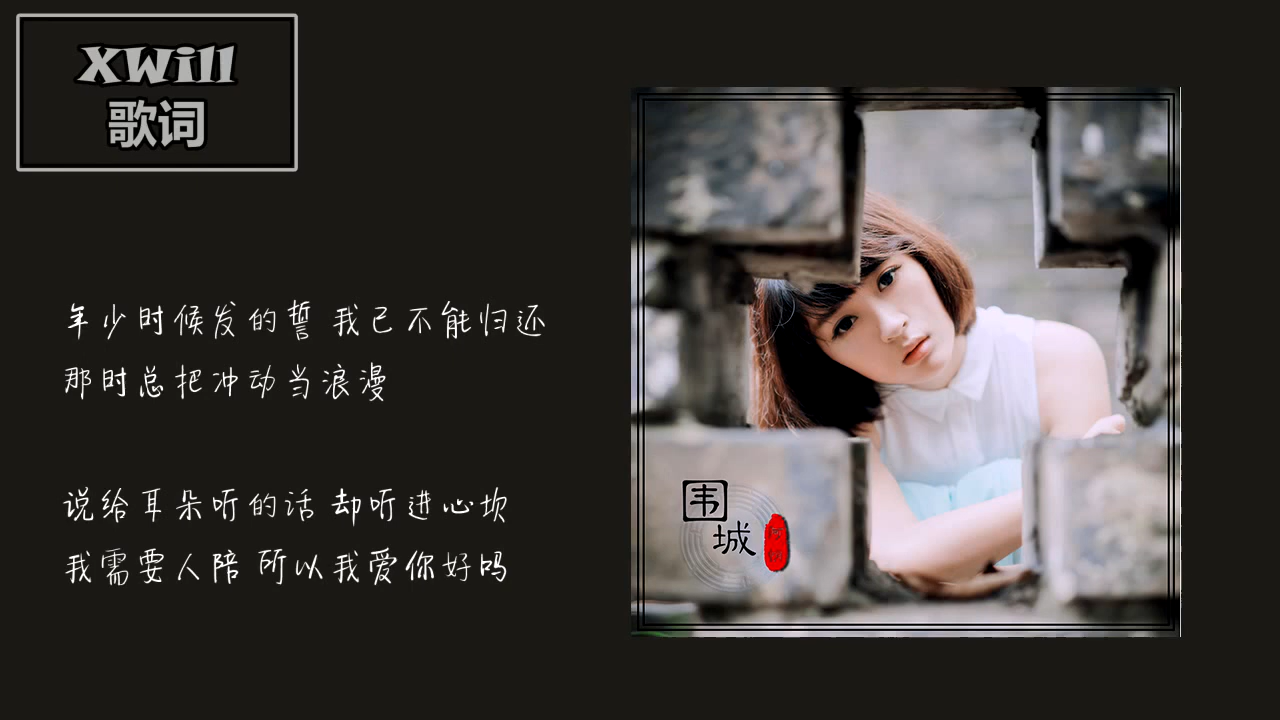 XWill
歌词
年少时候发的誓 我已不能归还
那时总把冲动当浪漫
说给耳朵听的话 却听进心坎
我需要人陪 所以我爱你好吗
围
城